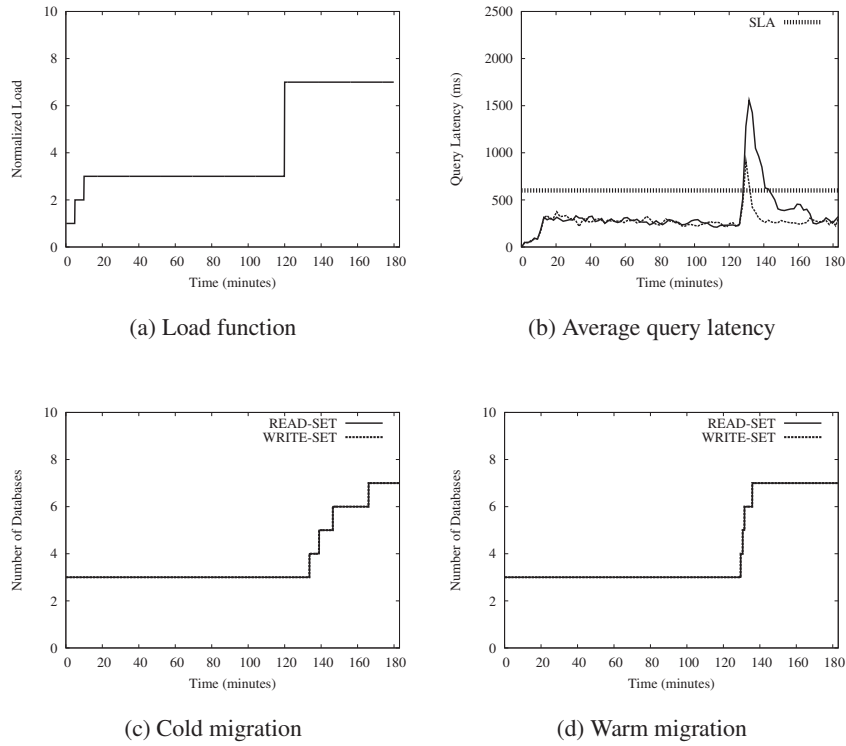 10
8
6
4
2
0
0 20 40 60 80 100 120 140 160 180
Normalized Load
Time (minutes)
(a) Load function
SLA
2500
2000
1500
1000
500
0
0 20 40 60 80 100 120 140 160 180
Query Latency (ms)
Time (minutes)
(b) Average query latency
READ-SET
WRITE-SET
10
8
6
4
2
0
0 20 40 60 80 100 120 140 160 180
Number of Databases
Time (minutes)
(c) Cold migration
READ-SET
WRITE-SET
10
8
6
4
2
0
0 20 40 60 80 100 120 140 160 180
Number of Databases
Time (minutes)
(d) Warm migration